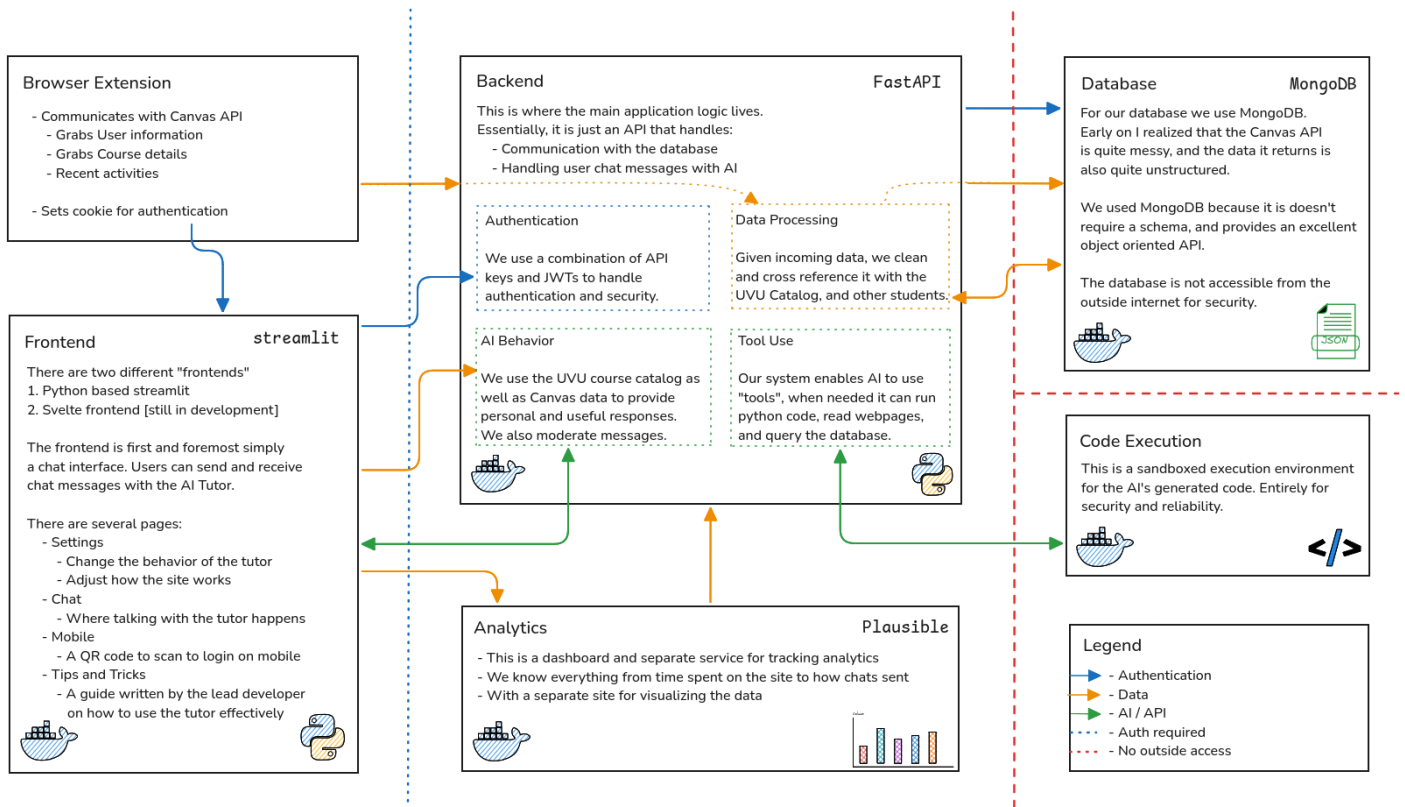 Browser Extension
- Communicates with Canvas API
- Grabs User information
- Grabs Course details
- Recent activities
- Sets cookie for authentication
Frontend
streamlit
There are two different "frontends"
1. Python based streamlit
2. Svelte frontend [still in development]
The frontend is first and foremost simply
a chat interface. Users can send and receive
chat messages with the AI Tutor.
There are several pages:
- Settings
- Change the behavior of the tutor
- Adjust how the site works
- Chat
- Where talking with the tutor happens
- Mobile
- A QR code to scan to login on mobile
- Tips and Tricks
- A guide written by the lead developer
on how to use the tutor effectively
Backend
FastAPI
This is where the main application logic lives.
Essentially, it is just an API that handles:
- Communication with the database
- Handling user chat messages with AI
Authentication
We use a combination of API
keys and JWTs to handle
authentication and security.
Data Processing
Given incoming data, we clean
and cross reference it with the
UVU Catalog, and other students.
AI Behavior
We use the UVU course catalog as
well as Canvas data to provide
personal and useful responses.
We also moderate messages.
Tool Use
Our system enables AI to use
"tools", when needed it can run
python code, read webpages,
and query the database.
Analytics
Plausible
- This is a dashboard and separate service for tracking analytics
- We know everything from time spent on the site to how chats sent
- With a separate site for visualizing the data
Database
MongoDB
For our database we use MongoDB.
Early on I realized that the Canvas API
is quite messy, and the data it returns is
also quite unstructured.
We used MongoDB because it is doesn't
require a schema, and provides an excellent
object oriented API.
The database is not accessible from the
outside internet for security.
JSON
Code Execution
This is a sandboxed execution environment
for the AI's generated code. Entirely for
security and reliability.
</>
Legend
- Authentication
- Data
- AI / API
- Auth required
- No outside access